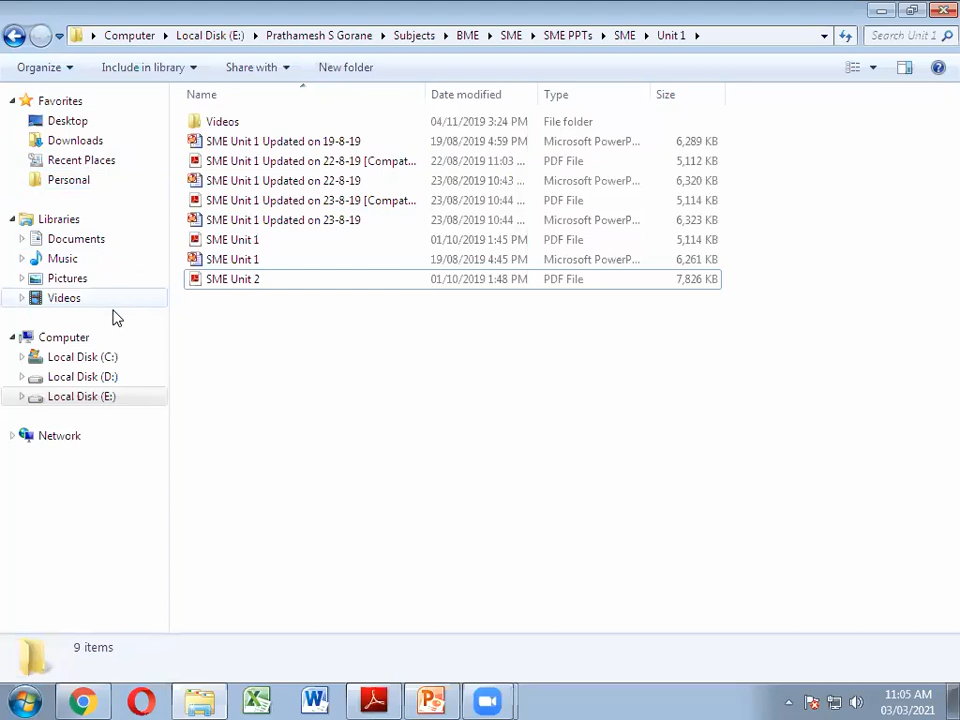 Computer ▸ Local Disk (E:) ▸ Prathamesh S Gorane ▸ Subjects ▸ BME ▸ SME ▸ SME PPTs ▸ SME ▸ Unit 1 ▸ Search Unit 1
Organize Include in library Share with New folder
Name Date modified Type Size
Favorites
Desktop
Downloads
Recent Places
Personal
Libraries
Documents
Music
Pictures
Videos
Computer
Local Disk (C:)
Local Disk (D:)
Local Disk (E:)
Network
Videos 04/11/2019 3:24 PM File folder
SME Unit 1 Updated on 19-8-19 19/08/2019 4:59 PM Microsoft PowerP... 6,289 KB
SME Unit 1 Updated on 22-8-19 [Compat... 22/08/2019 11:03 ... PDF File 5,112 KB
SME Unit 1 Updated on 22-8-19 23/08/2019 10:43 ... Microsoft PowerP... 6,320 KB
SME Unit 1 Updated on 23-8-19 [Compat... 23/08/2019 10:44 ... PDF File 5,114 KB
SME Unit 1 Updated on 23-8-19 23/08/2019 10:44 ... Microsoft PowerP... 6,323 KB
SME Unit 1 01/10/2019 1:45 PM PDF File 5,114 KB
SME Unit 1 19/08/2019 4:45 PM Microsoft PowerP... 6,261 KB
SME Unit 2 01/10/2019 1:48 PM PDF File 7,826 KB
9 items
11:05 AM
03/03/2021